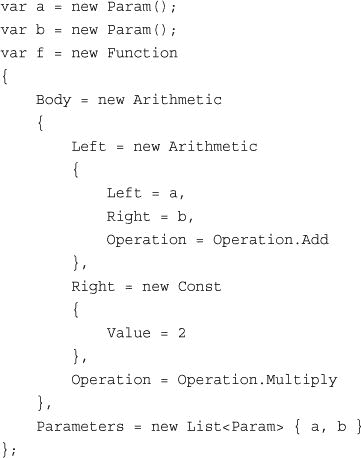 var a = new Param();
var b = new Param();
var f = new Function
{
    Body = new Arithmetic
    {
        Left = new Arithmetic
        {
            Left = a,
            Right = b,
            Operation = Operation.Add
        },
        Right = new Const
        {
            Value = 2
        },
        Operation = Operation.Multiply
    },
    Parameters = new List<Param> { a, b }
};